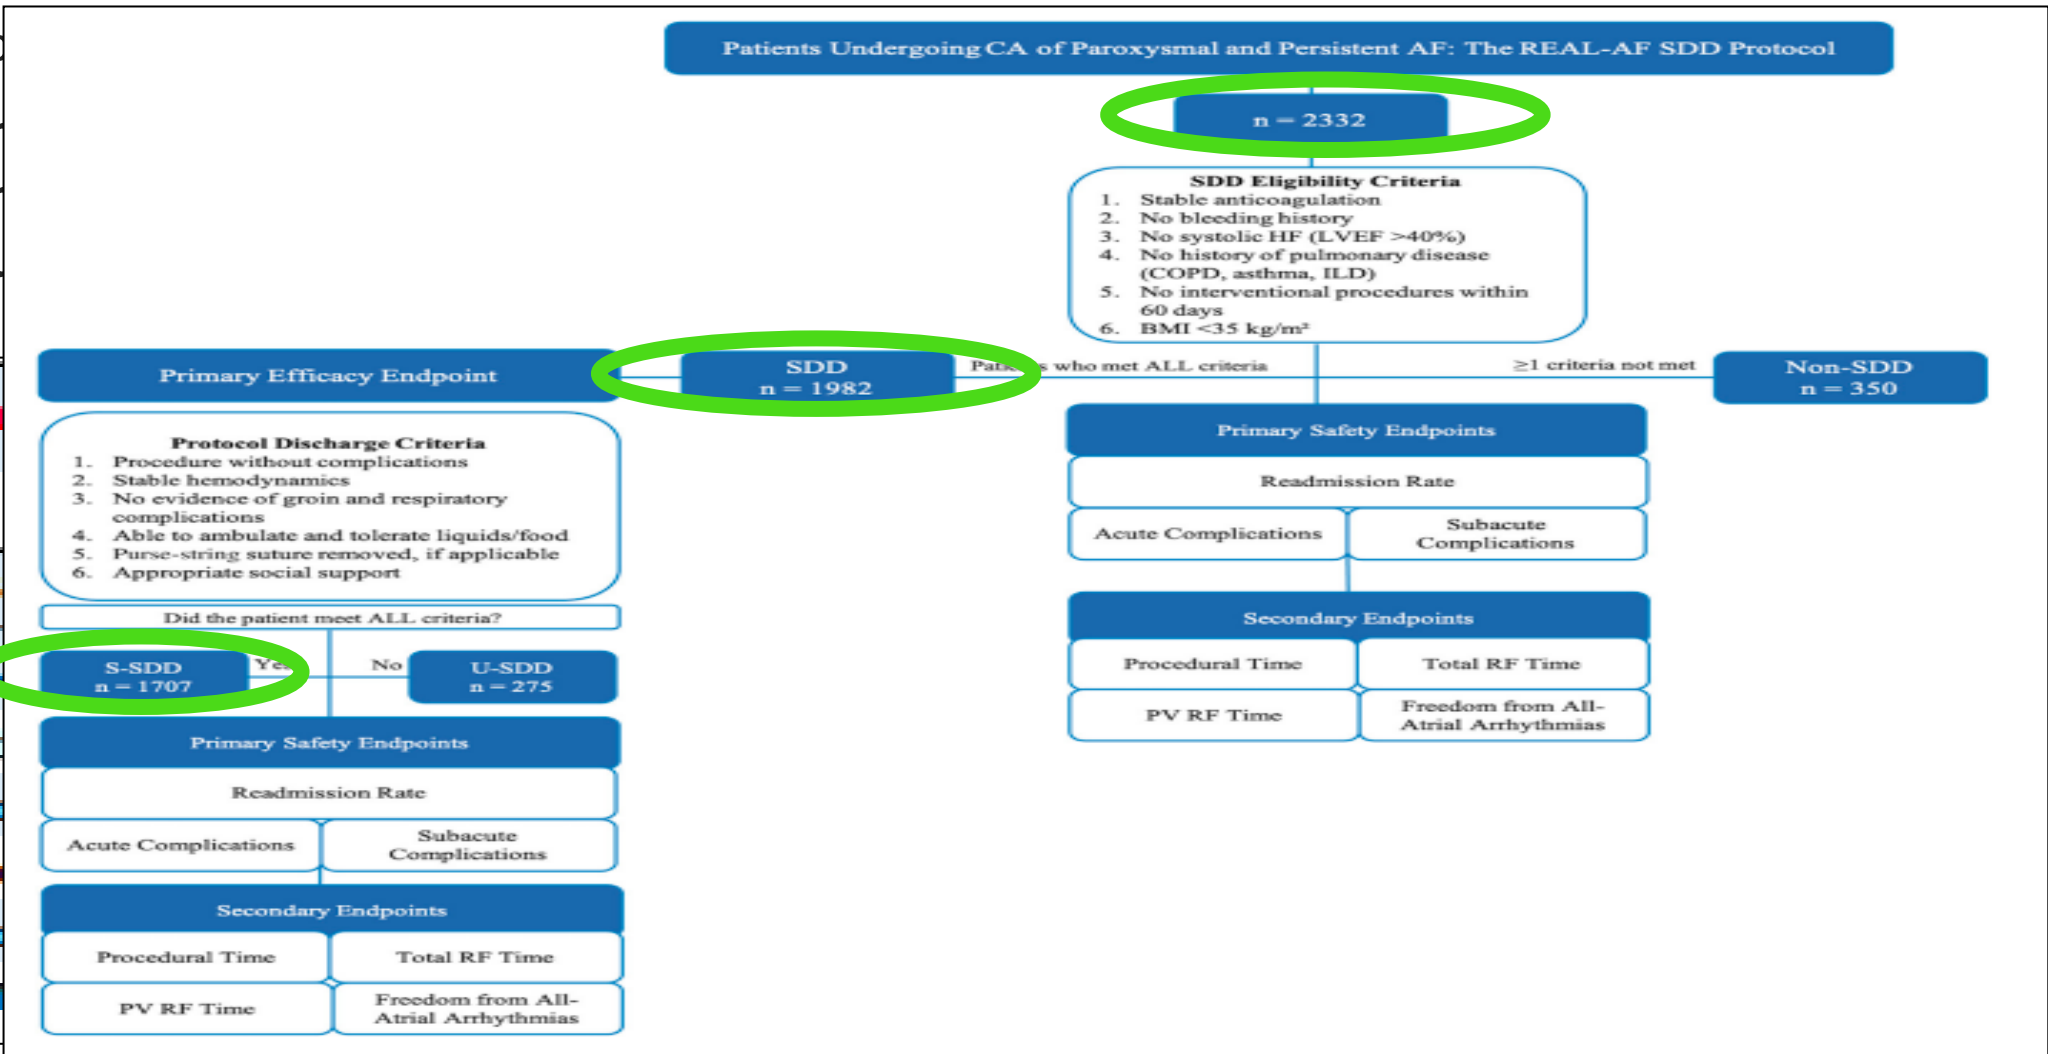 Patients Undergoing CA of Paroxysmal and Persistent AF: The REAL-AF SDD Protocol
n = 2332
SDD Eligibility Criteria
1. Stable anticoagulation
2. No bleeding history
3. No systolic HF (LVEF >40%)
4. No history of pulmonary disease
(COPD, asthma, ILD)
5. No interventional procedures within
60 days
6. BMI <35 kg/m²
Primary Efficacy Endpoint
SDD
n = 1982
Patients who met ALL criteria
≥1 criteria not met
Non-SDD
n = 350
Protocol Discharge Criteria
1. Procedure without complications
2. Stable hemodynamics
3. No evidence of groin and respiratory
complications
4. Able to ambulate and tolerate liquids/food
5. Purse-string suture removed, if applicable
6. Appropriate social support
Did the patient meet ALL criteria?
S-SDD
n = 1707
Yes
No
U-SDD
n = 275
Primary Safety Endpoints
Readmission Rate
Acute Complications
Subacute
Complications
Secondary Endpoints
Procedural Time
Total RF Time
PV RF Time
Freedom from All-
Atrial Arrhythmias
Primary Safety Endpoints
Readmission Rate
Acute Complications
Subacute
Complications
Secondary Endpoints
Procedural Time
Total RF Time
PV RF Time
Freedom from All-
Atrial Arrhythmias